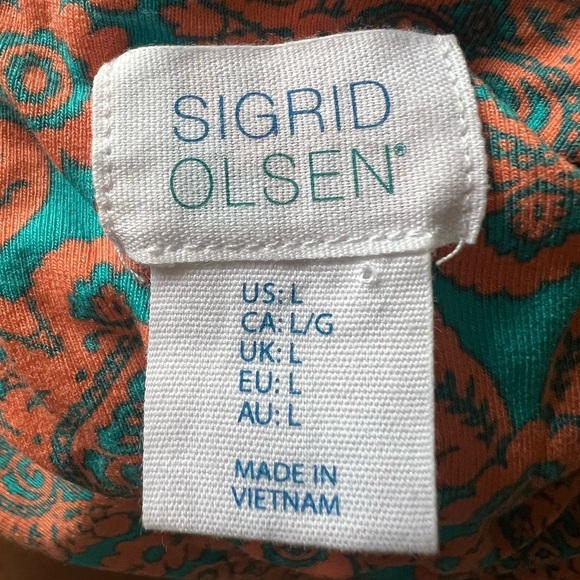 SIGRID
OLSEN®
US: L
CA: L/G
UK: L
EU: L
AU: L
MADE IN
VIETNAM